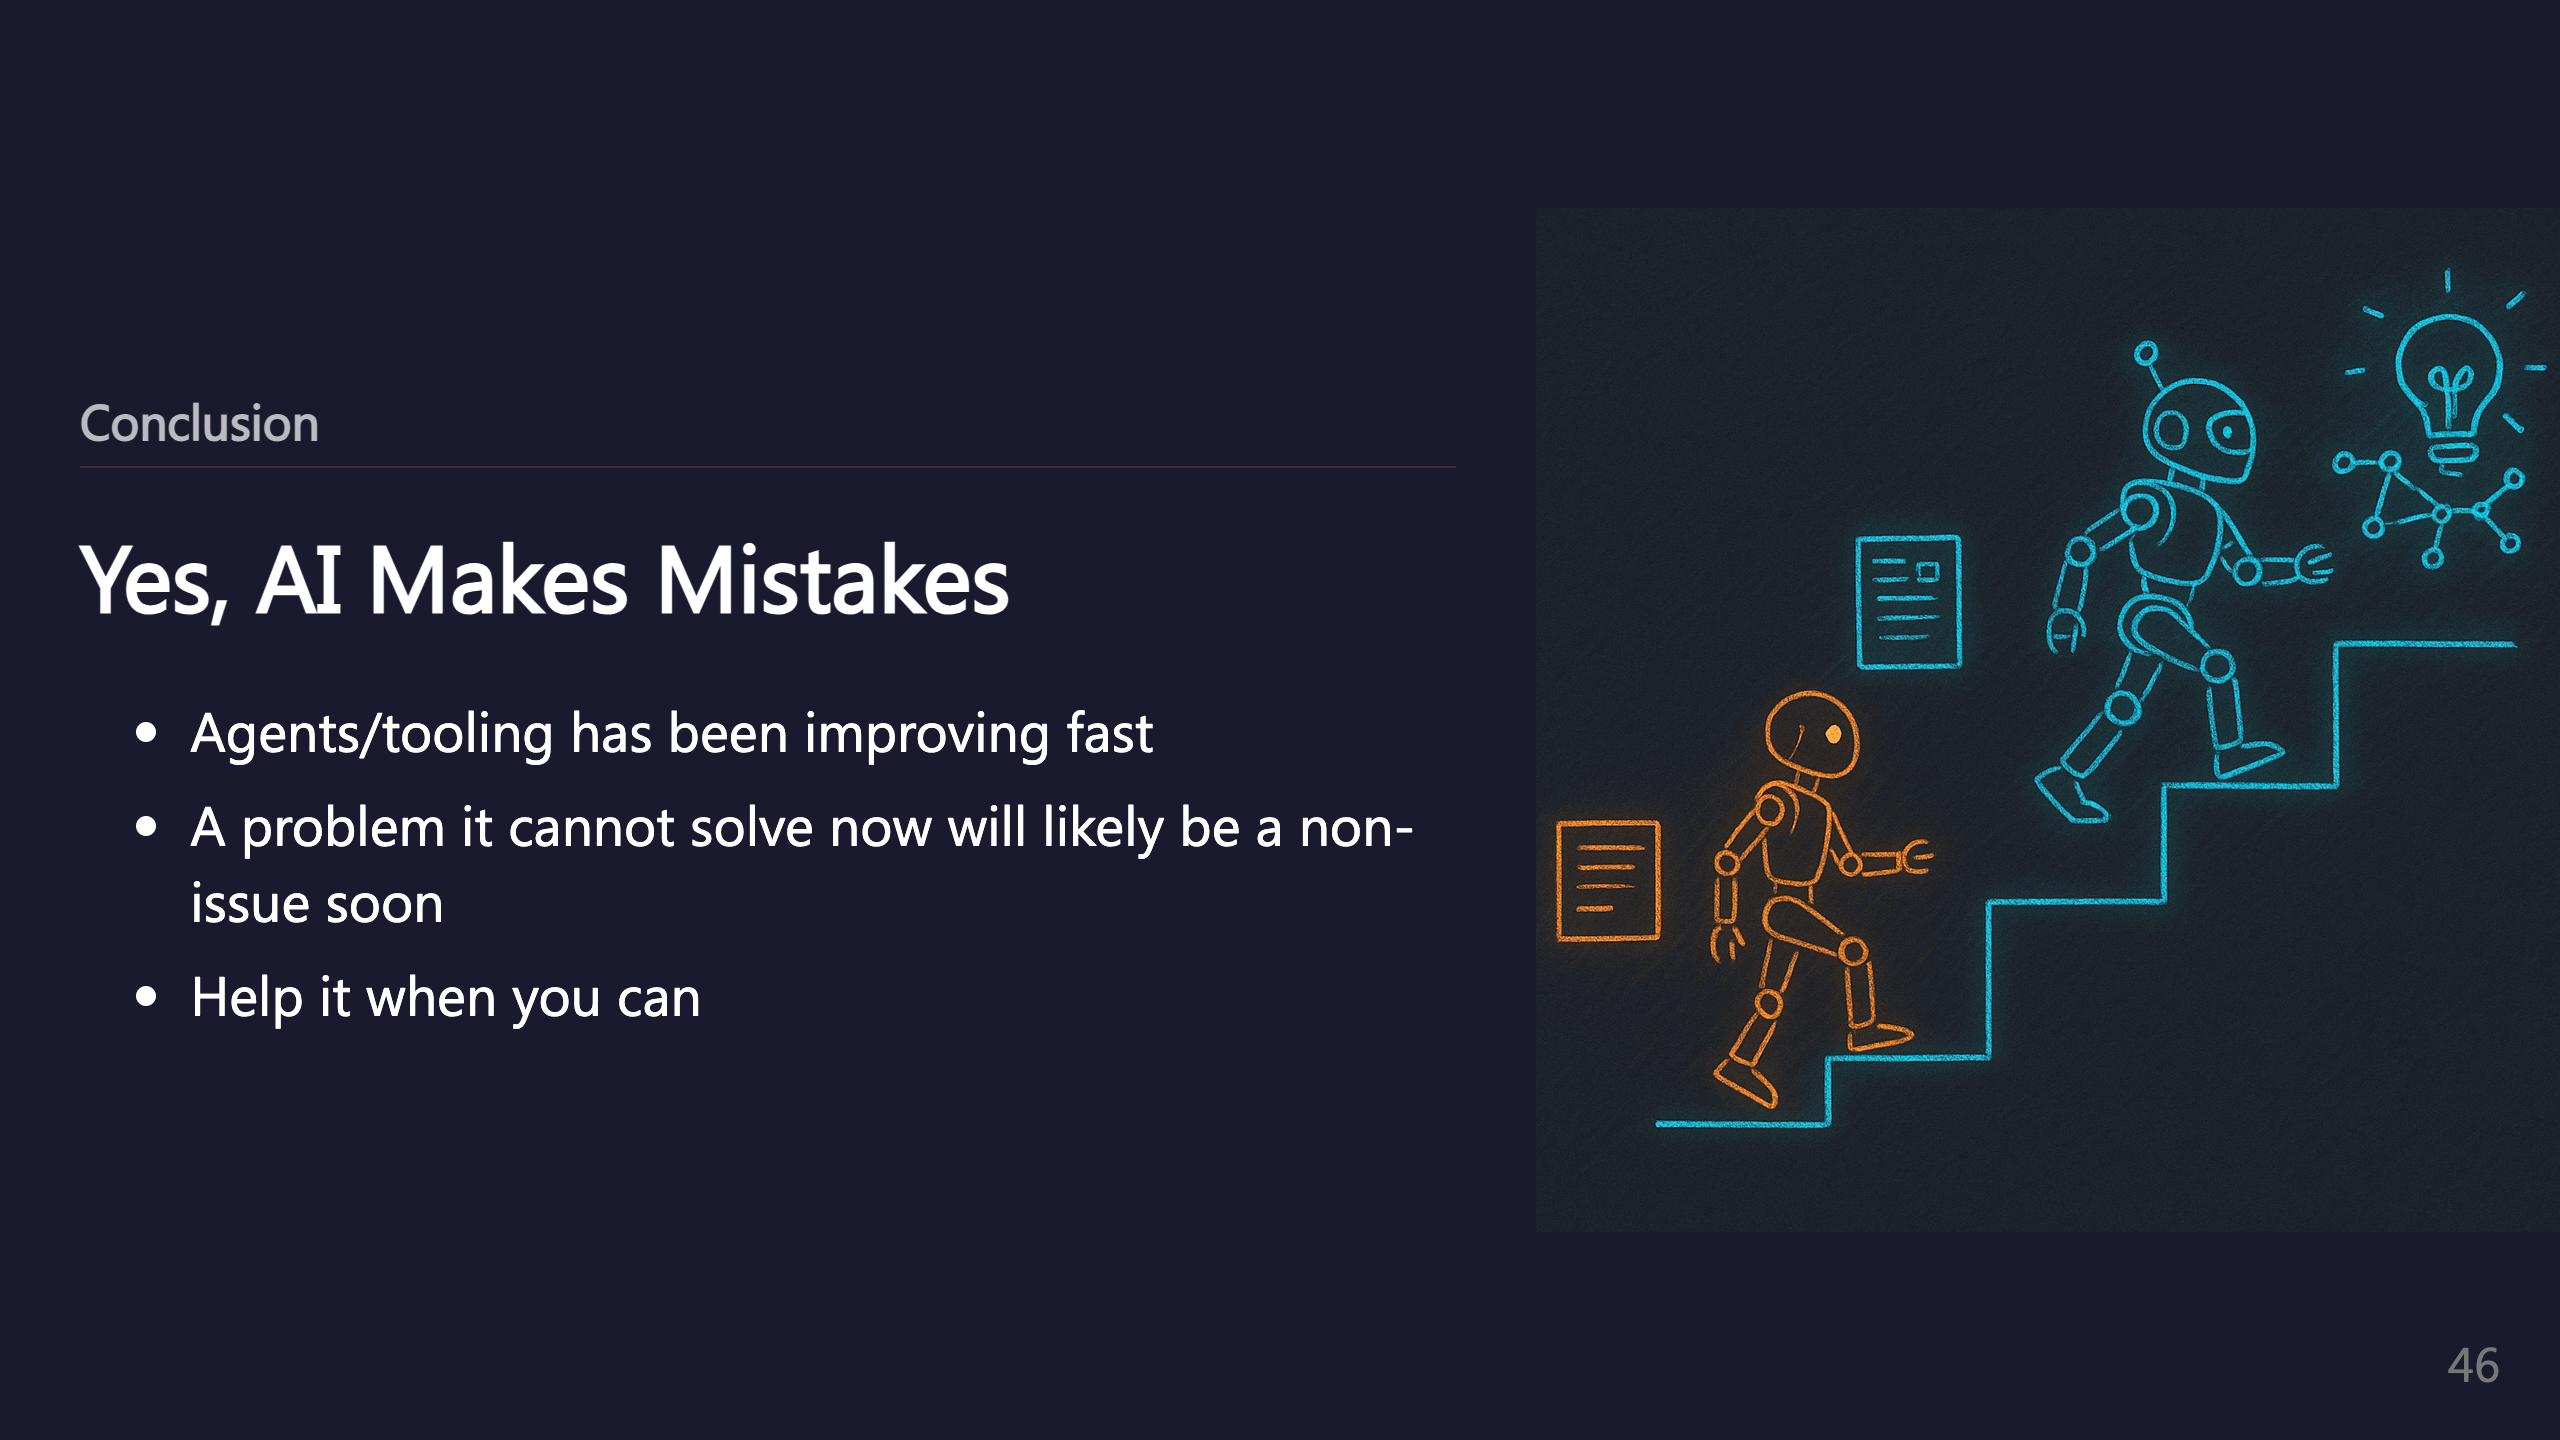 Conclusion
Yes, AI Makes Mistakes
• Agents/tooling has been improving fast
• A problem it cannot solve now will likely be a non-
issue soon
• Help it when you can
46